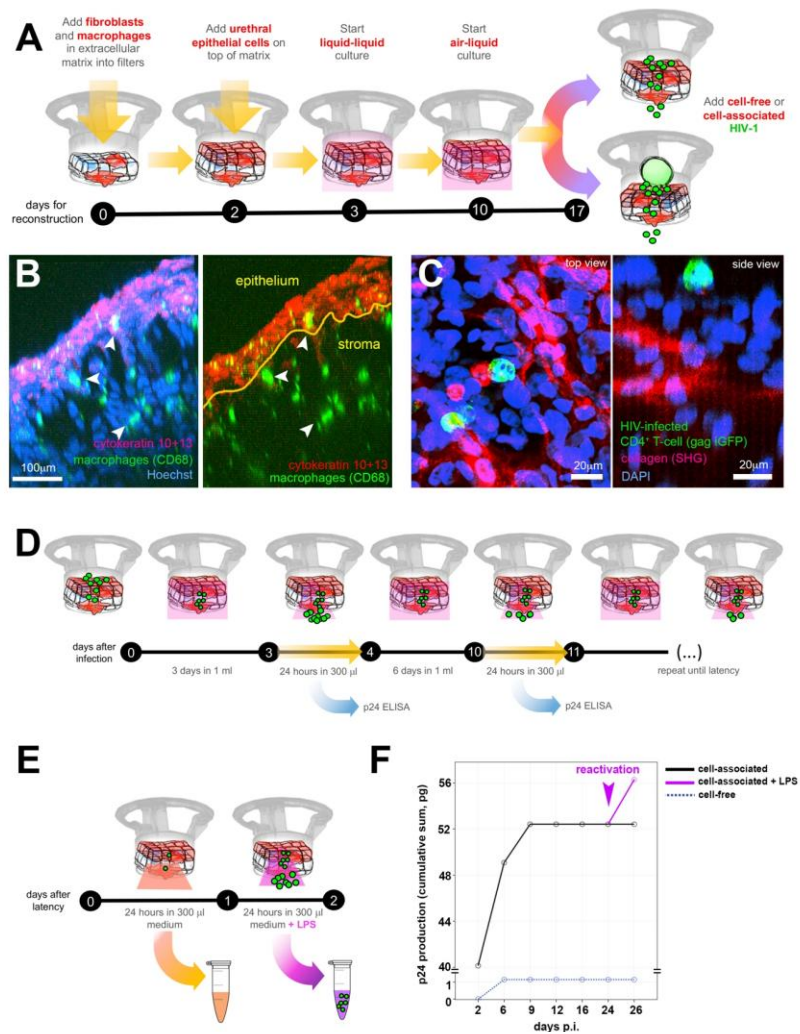 A
Add fibroblasts
and macrophages
in extracellular
matrix into filters
Add urethral
epithelial cells on
top of matrix
Start
liquid-liquid
culture
Start
air-liquid
culture
Add cell-free or
cell-associated
HIV-1
days for
reconstruction
0
2
3
10
17
B
cytokeratin 10+13
macrophages (CD68)
Hoechst
100µm
epithelium
stroma
cytokeratin 10+13
macrophages (CD68)
C
top view
20µm
side view
HIV-infected
CD4+ T-cell (gag iGFP)
collagen (SHG)
DAPI
20µm
D
days after
infection
0
3
4
10
11
(...)
3 days in 1 ml
24 hours in 300 µl
6 days in 1 ml
24 hours in 300 µl
repeat until latency
p24 ELISA
p24 ELISA
E
days after
latency
0
1
2
24 hours in 300 µl
medium
24 hours in 300 µl
medium + LPS
F
reactivation
cell-associated
cell-associated + LPS
cell-free
p24 production (cumulative sum, pg)
56
52
48
44
40
1
0
2 6 9 12 16 24 26
days p.i.